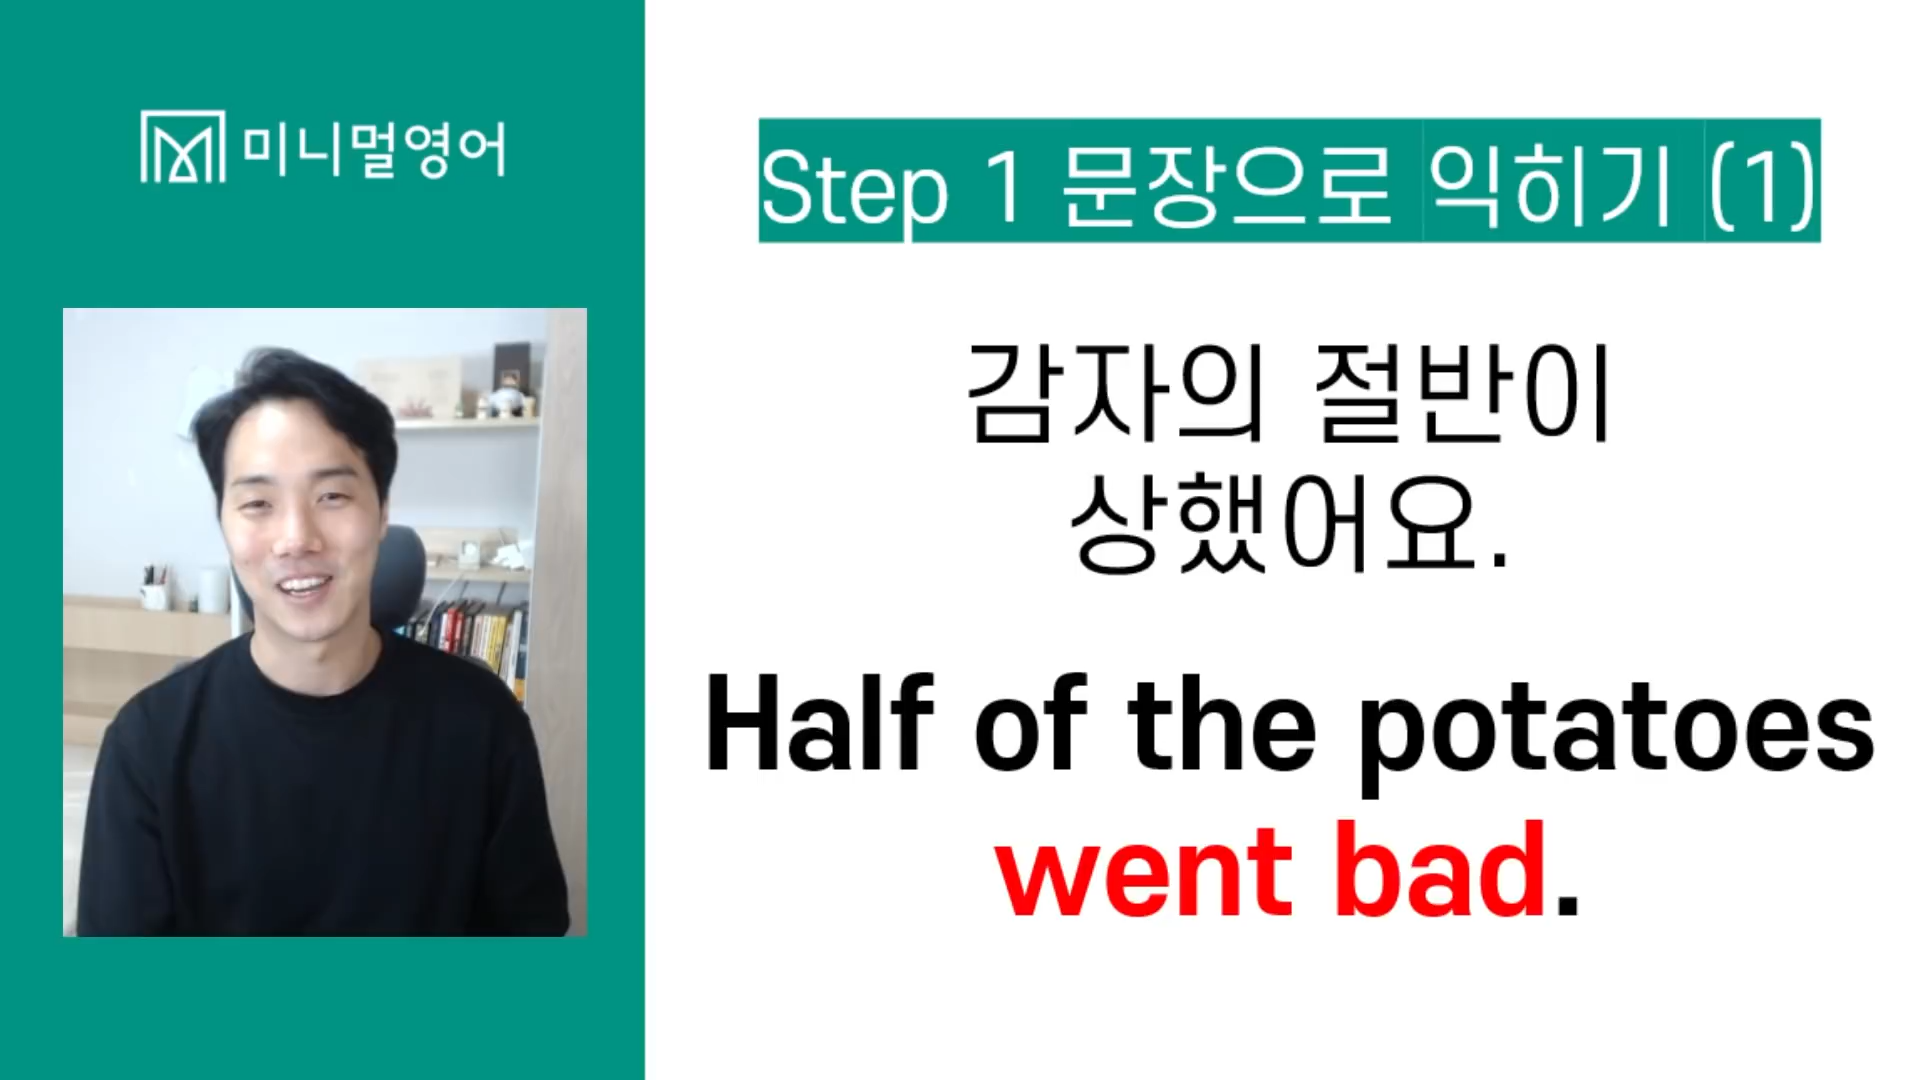 미니멀영어
Step 1 문장으로 익히기 (1)
감자의 절반이
상했어요.
Half of the potatoes
went bad.